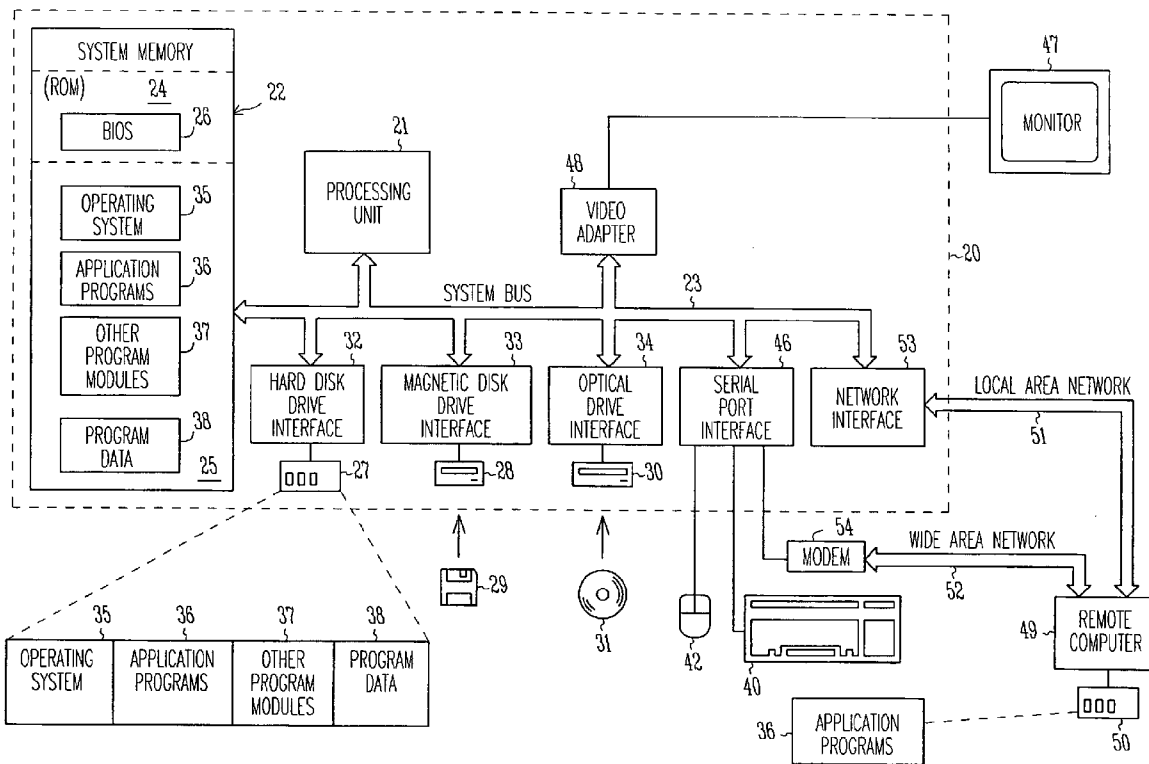 SYSTEM MEMORY
(ROM) 24
22
BIOS
26
OPERATING
SYSTEM
35
APPLICATION
PROGRAMS
36
OTHER
PROGRAM
MODULES
37
PROGRAM
DATA
38
25
21
PROCESSING
UNIT
48
VIDEO
ADAPTER
47
MONITOR
20
SYSTEM BUS
23
32
HARD DISK
DRIVE
INTERFACE
33
MAGNETIC DISK
DRIVE
INTERFACE
34
OPTICAL
DRIVE
INTERFACE
46
SERIAL
PORT
INTERFACE
53
NETWORK
INTERFACE
LOCAL AREA NETWORK
51
27
28
30
29
31
54
MODEM
WIDE AREA NETWORK
52
42
40
49
REMOTE
COMPUTER
50
36
APPLICATION
PROGRAMS
35
OPERATING
SYSTEM
36
APPLICATION
PROGRAMS
37
OTHER
PROGRAM
MODULES
38
PROGRAM
DATA